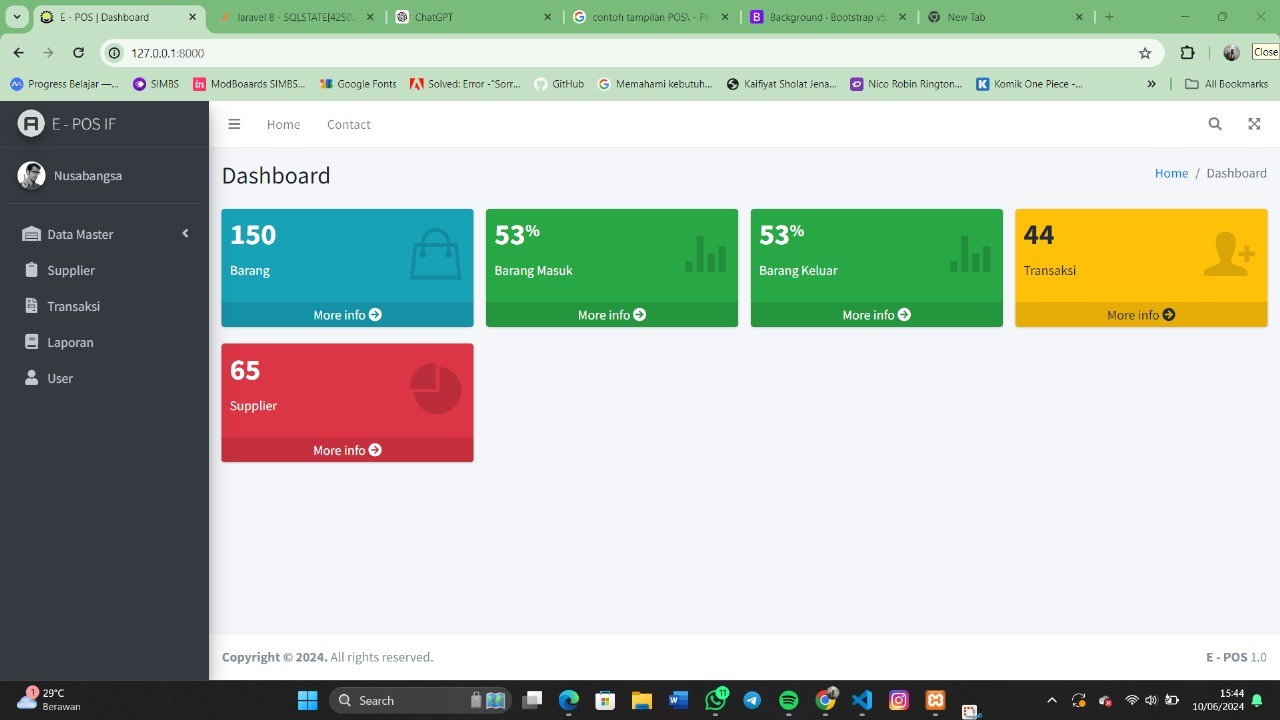 E - POS | Dashboard
laravel 8 - SQLSTATE[42S02
ChatGPT
contoh tampilan POS\ - Pe
Background · Bootstrap v5
New Tab
127.0.0.1:8000
Close
Progress Belajar —...
SIMBS
ModBoaards SIMBS...
Google Fonts
Solved: Error -"Sorr...
GitHub
Memahami kebutuh...
Kaifiyat Sholat Jena...
Nico Robin Rington...
Komik One Piece -...
»
All Bookmarks
E - POS IF
Home
Contact
Nusabangsa
Dashboard
Home / Dashboard
Data Master
Supplier
Transaksi
Laporan
User
150
Barang
More info
53%
Barang Masuk
More info
53%
Barang Keluar
More info
44
Transaksi
More info
65
Supplier
More info
Copyright © 2024. All rights reserved.
E - POS 1.0
1
29°C
Berawan
Search
11
15:44
10/06/2024